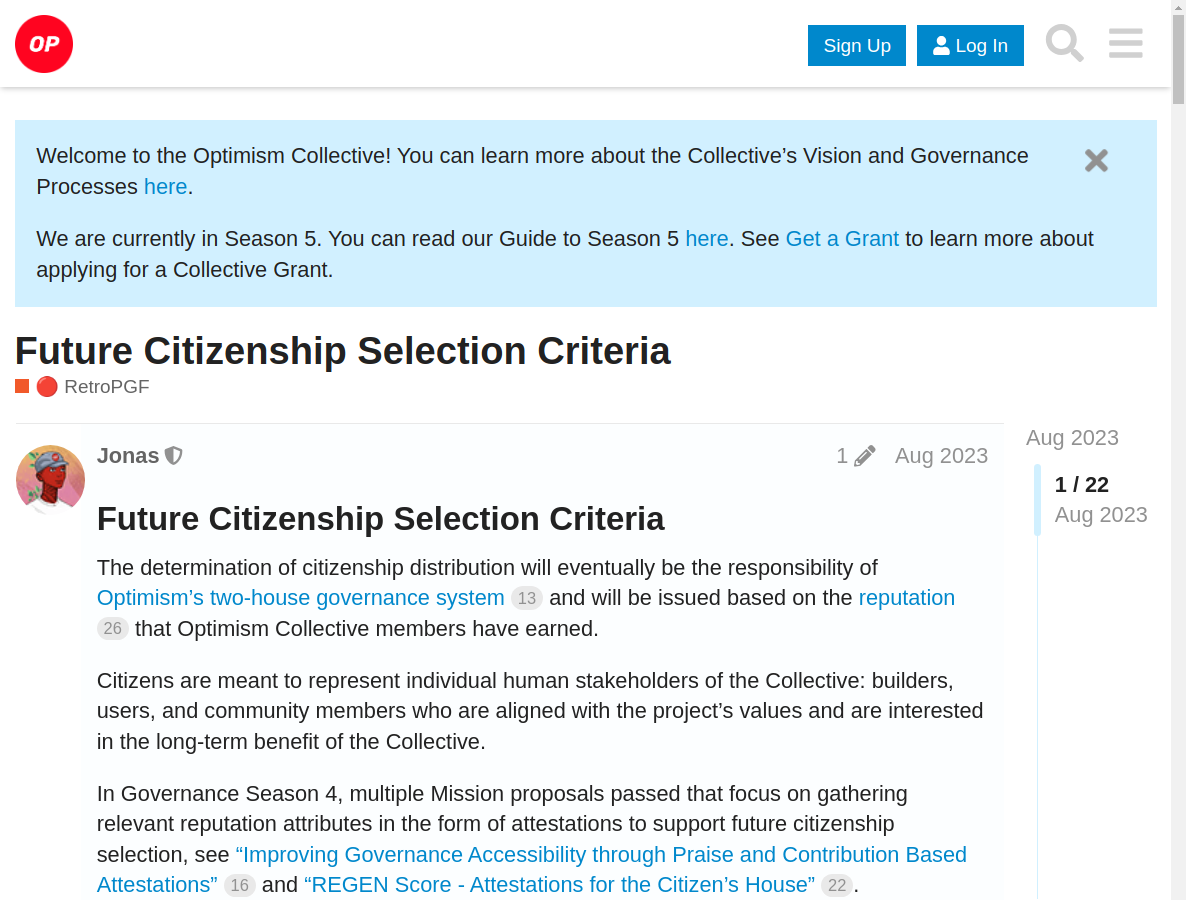 OP
Sign Up
Log In
Welcome to the Optimism Collective! You can learn more about the Collective’s Vision and Governance
Processes here.
We are currently in Season 5. You can read our Guide to Season 5 here. See Get a Grant to learn more about
applying for a Collective Grant.
Future Citizenship Selection Criteria
RetroPGF
Jonas
1
Aug 2023
Aug 2023
1 / 22
Aug 2023
Future Citizenship Selection Criteria
The determination of citizenship distribution will eventually be the responsibility of
Optimism’s two-house governance system 13 and will be issued based on the reputation
26 that Optimism Collective members have earned.
Citizens are meant to represent individual human stakeholders of the Collective: builders,
users, and community members who are aligned with the project’s values and are interested
in the long-term benefit of the Collective.
In Governance Season 4, multiple Mission proposals passed that focus on gathering
relevant reputation attributes in the form of attestations to support future citizenship
selection, see “Improving Governance Accessibility through Praise and Contribution Based
Attestations” 16 and “REGEN Score - Attestations for the Citizen’s House” 22.